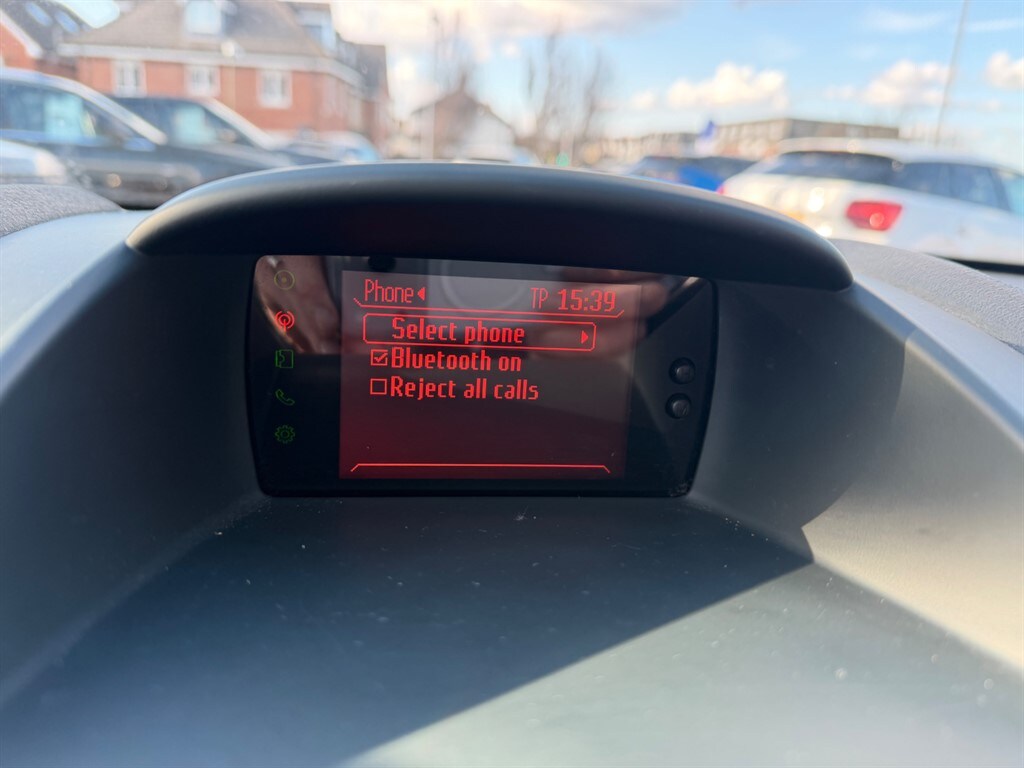 Phone TP 15:39
Select phone
Bluetooth on
Reject all calls